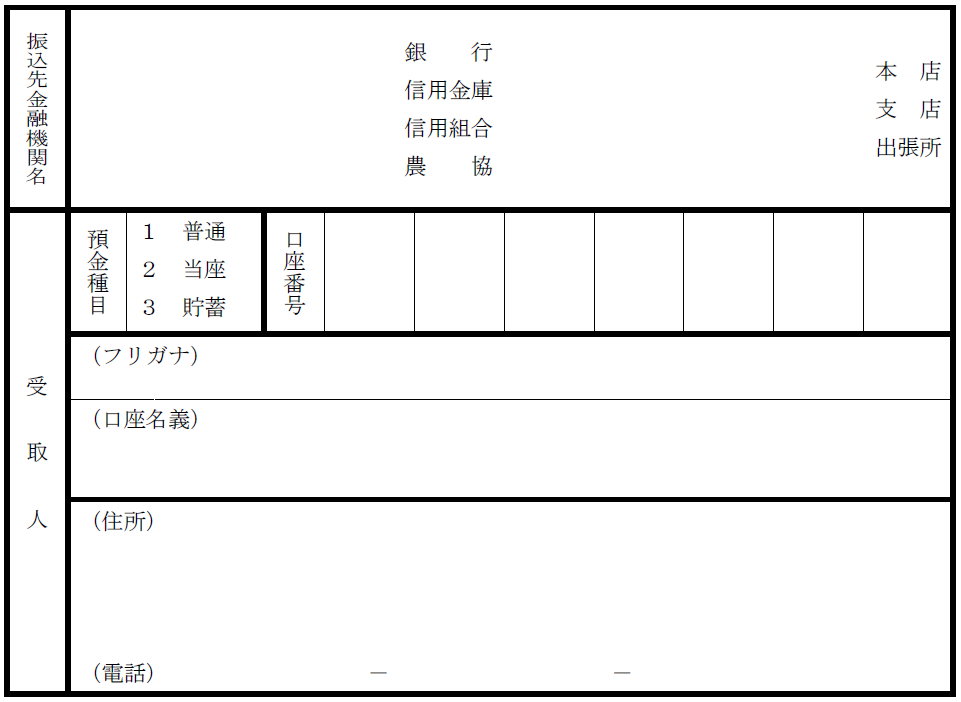 振込先金融機関名
銀　　行
信用金庫
信用組合
農　　協
本　店
支　店
出張所
受取人
預金種目
１　普通
２　当座
３　貯蓄
口座番号
（フリガナ）
（口座名義）
（住所）
（電話）　　　　　－　　　　　－